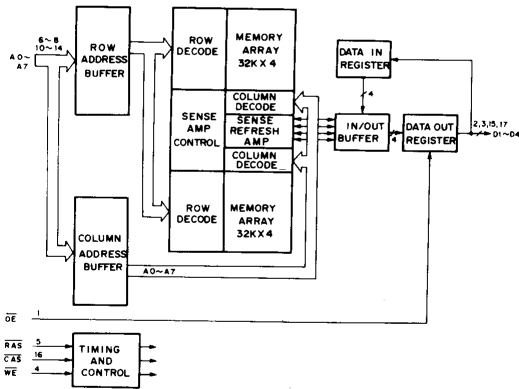 6~8
10~14
A0~
A7
ROW
ADDRESS
BUFFER
ROW
DECODE
MEMORY
ARRAY
32K X 4
DATA IN
REGISTER
4
SENSE
AMP
CONTROL
COLUMN
DECODE
SENSE
REFRESH
AMP
COLUMN
DECODE
IN/OUT
BUFFER
4
DATA OUT
REGISTER
2,3,15,17
D1~D4
ROW
DECODE
MEMORY
ARRAY
32K X 4
COLUMN
ADDRESS
BUFFER
A0~A7
OE 1
RAS 5
CAS 16
WE 4
TIMING
AND
CONTROL